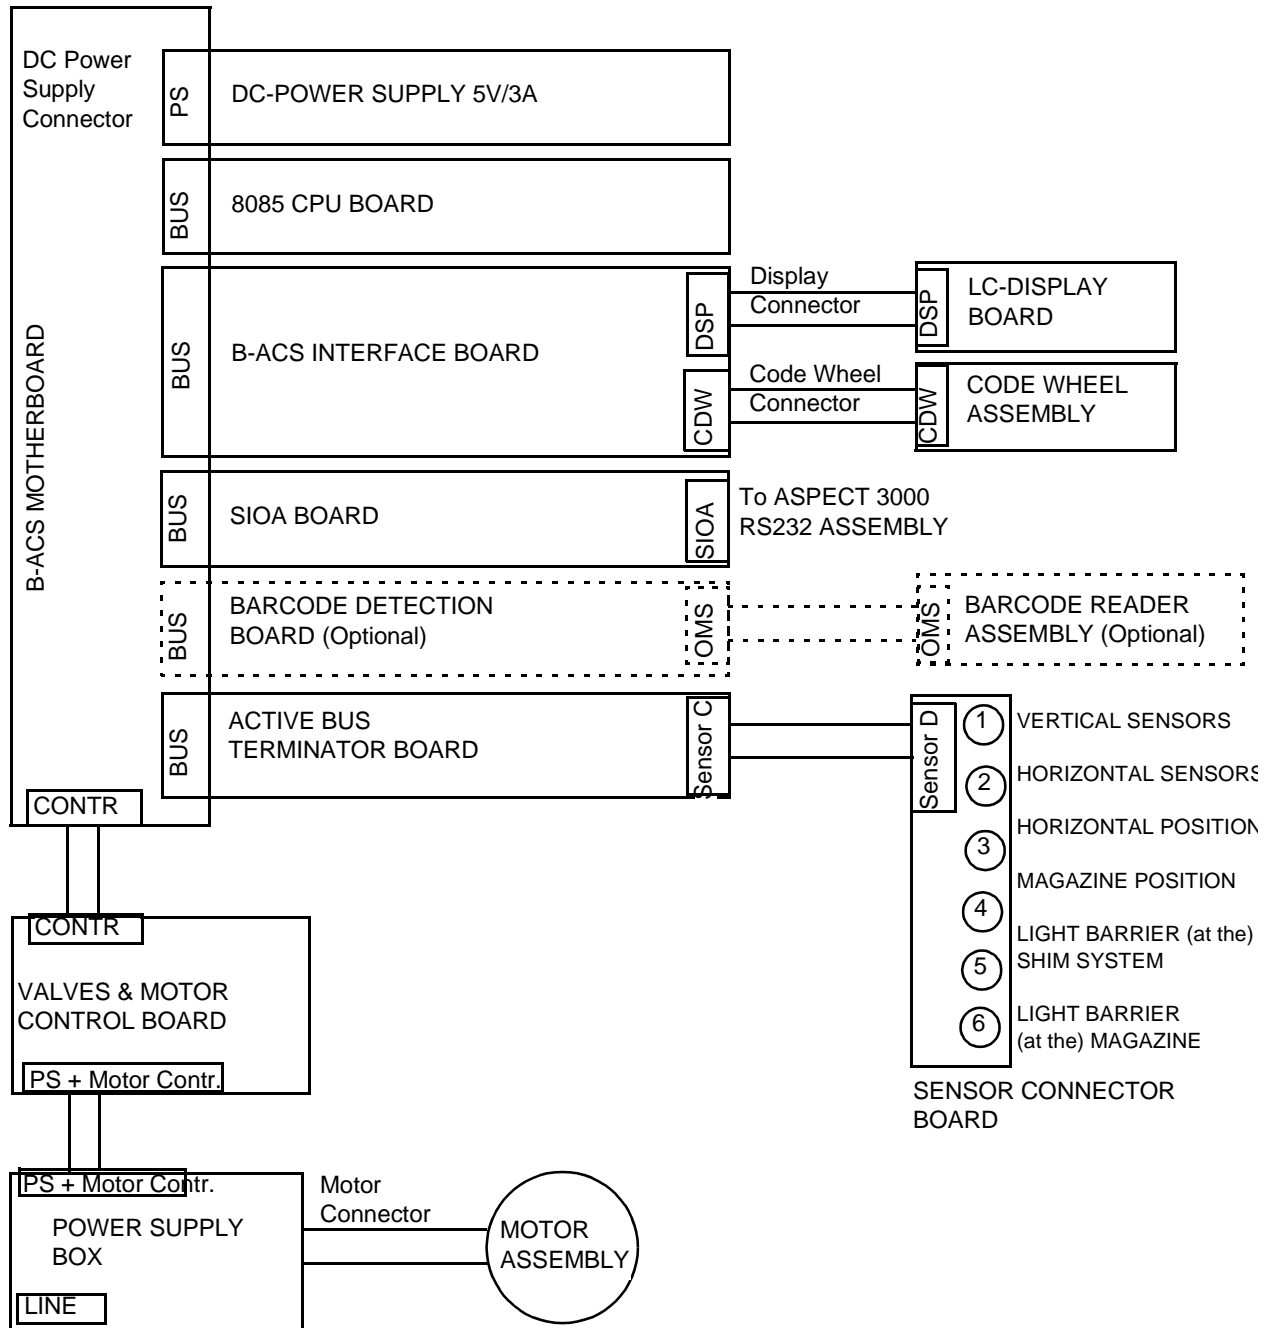 DC Power
Supply
Connector
PS
DC-POWER SUPPLY 5V/3A
BUS
8085 CPU BOARD
B-ACS MOTHERBOARD
BUS
B-ACS INTERFACE BOARD
DSP
Display
Connector
DSP
LC-DISPLAY
BOARD
CDW
Code Wheel
Connector
CDW
CODE WHEEL
ASSEMBLY
BUS
SIOA BOARD
SIOA
To ASPECT 3000
RS232 ASSEMBLY
BUS
BARCODE DETECTION
BOARD (Optional)
OMS
OMS
BARCODE READER
ASSEMBLY (Optional)
BUS
ACTIVE BUS
TERMINATOR BOARD
Sensor C
Sensor D
1
VERTICAL SENSORS
2
HORIZONTAL SENSORS
3
HORIZONTAL POSITION
4
MAGAZINE POSITION
5
LIGHT BARRIER (at the)
SHIM SYSTEM
6
LIGHT BARRIER
(at the) MAGAZINE
SENSOR CONNECTOR
BOARD
CONTR
CONTR
VALVES & MOTOR
CONTROL BOARD
PS + Motor Contr.
PS + Motor Contr.
POWER SUPPLY
BOX
LINE
Motor
Connector
MOTOR
ASSEMBLY